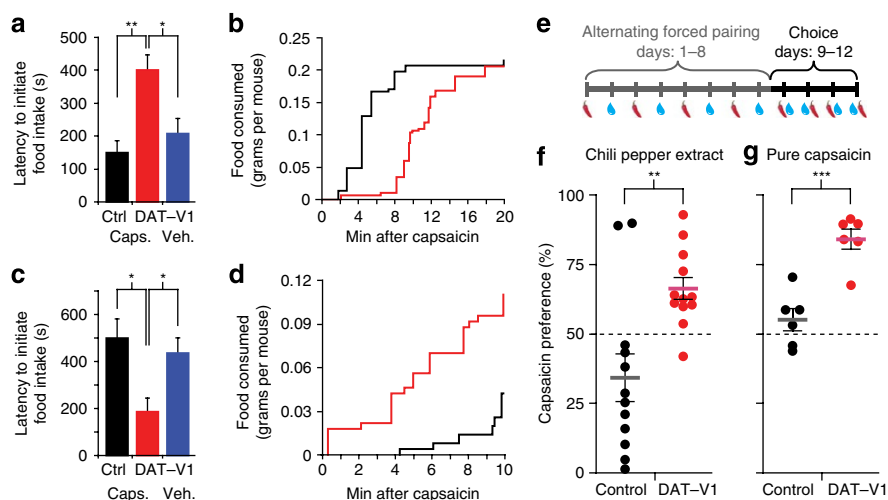 a
**
*
Latency to initiate
food intake (s)
500
400
300
200
100
0
Ctrl DAT–V1
Caps. Veh.
b
Food consumed
(grams per mouse)
0.25
0.2
0.15
0.1
0.05
0
0 4 8 12 16 20
Min after capsaicin
c
*
*
Latency to initiate
food intake (s)
600
400
200
0
Ctrl DAT–V1
Caps. Veh.
d
Food consumed
(grams per mouse)
0.12
0.09
0.06
0.03
0
0 2 4 6 8 10
Min after capsaicin
e
Alternating forced pairing
days: 1–8
Choice
days: 9–12
f
Chili pepper extract
**
Capsaicin preference (%)
100
75
50
25
0
Control DAT–V1
g
Pure capsaicin
***
Control DAT–V1